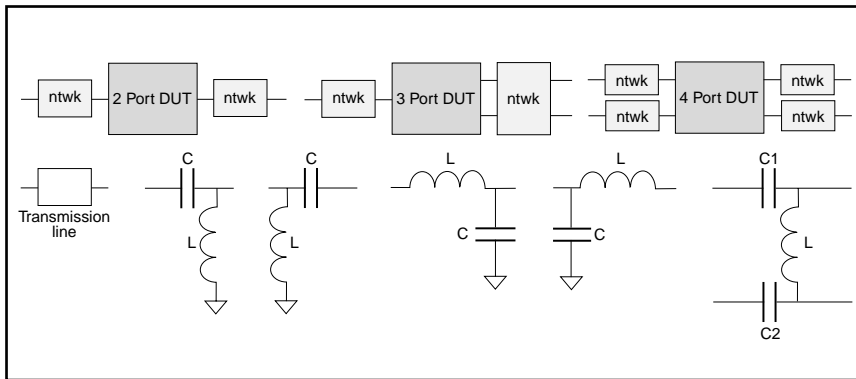 ntwk
2 Port DUT
ntwk
ntwk
3 Port DUT
ntwk
ntwk
ntwk
4 Port DUT
ntwk
ntwk
Transmission
line
C
L
C
L
L
C
L
C
C1
L
C2